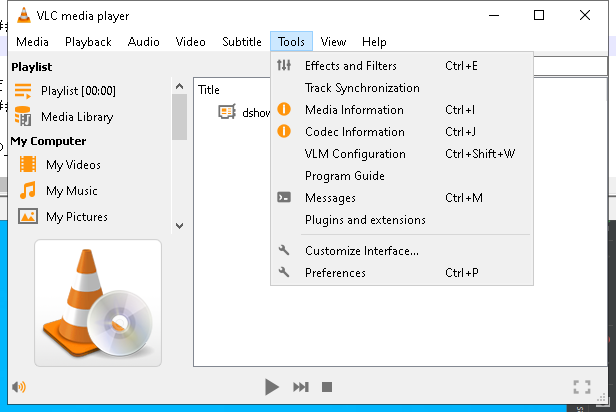 VLC media player
Media Playback Audio Video Subtitle Tools View Help
Playlist
Playlist [00:00]
Media Library
My Computer
My Videos
My Music
My Pictures
Title
dshow
Effects and Filters Ctrl+E
Track Synchronization
Media Information Ctrl+I
Codec Information Ctrl+J
VLM Configuration Ctrl+Shift+W
Program Guide
Messages Ctrl+M
Plugins and extensions
Customize Interface...
Preferences Ctrl+P